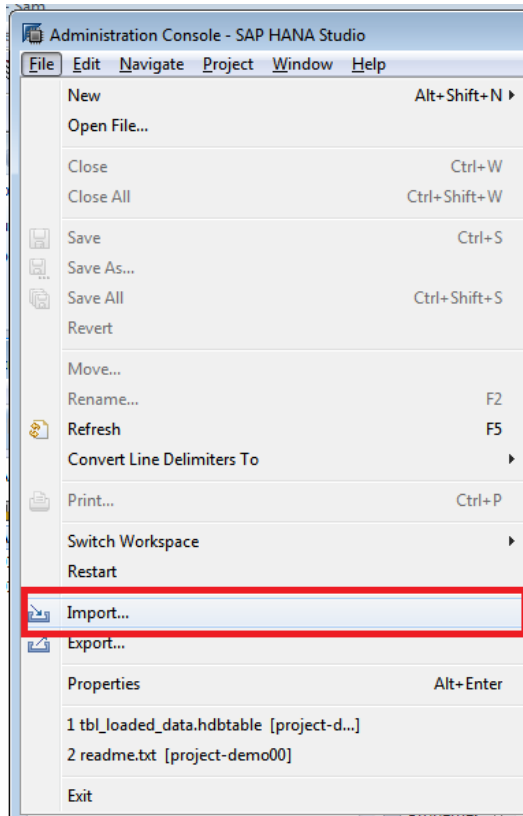 Sam
Administration Console - SAP HANA Studio
File Edit Navigate Project Window Help
New Alt+Shift+N
Open File...
Close Ctrl+W
Close All Ctrl+Shift+W
Save Ctrl+S
Save As...
Save All Ctrl+Shift+S
Revert
Move...
Rename... F2
Refresh F5
Convert Line Delimiters To
Print... Ctrl+P
Switch Workspace
Restart
Import...
Export...
Properties Alt+Enter
1 tbl_loaded_data.hdbtable [project-d...]
2 readme.txt [project-demo00]
Exit